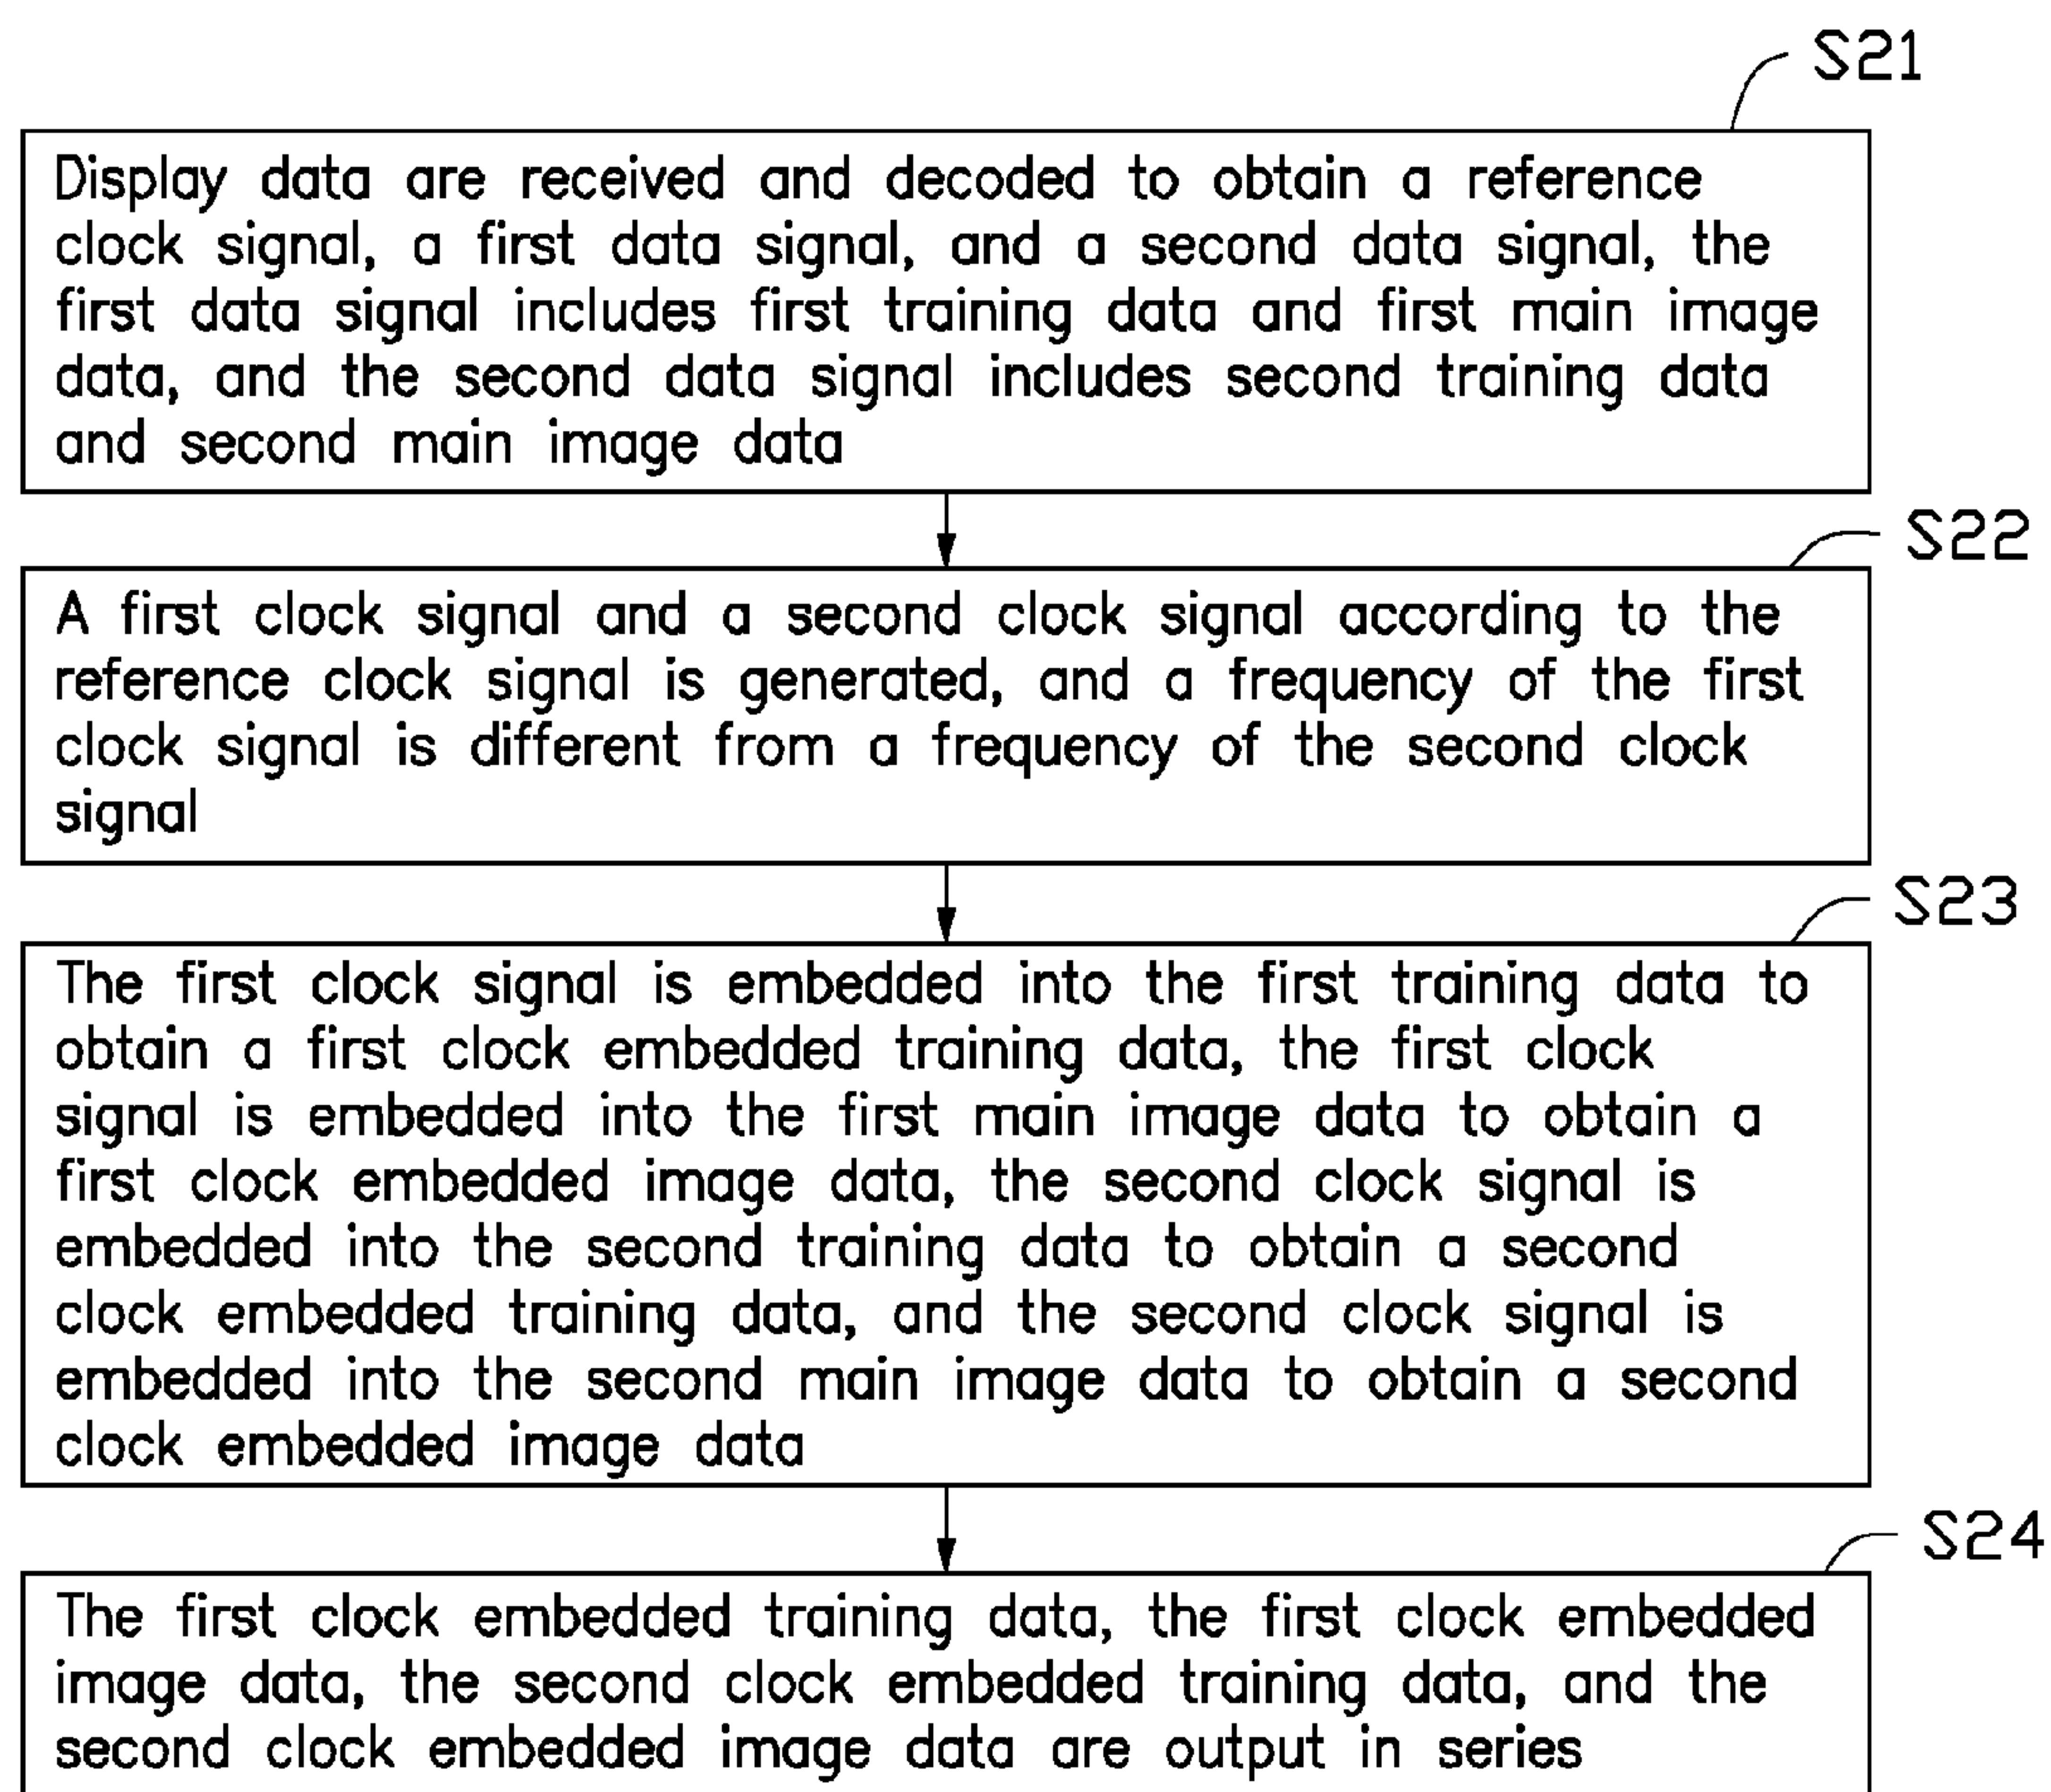 S21
Display data are received and decoded to obtain a reference
clock signal, a first data signal, and a second data signal, the
first data signal includes first training data and first main image
data, and the second data signal includes second training data
and second main image data
S22
A first clock signal and a second clock signal according to the
reference clock signal is generated, and a frequency of the first
clock signal is different from a frequency of the second clock
signal
S23
The first clock signal is embedded into the first training data to
obtain a first clock embedded training data, the first clock
signal is embedded into the first main image data to obtain a
first clock embedded image data, the second clock signal is
embedded into the second training data to obtain a second
clock embedded training data, and the second clock signal is
embedded into the second main image data to obtain a second
clock embedded image data
S24
The first clock embedded training data, the first clock embedded
image data, the second clock embedded training data, and the
second clock embedded image data are output in series